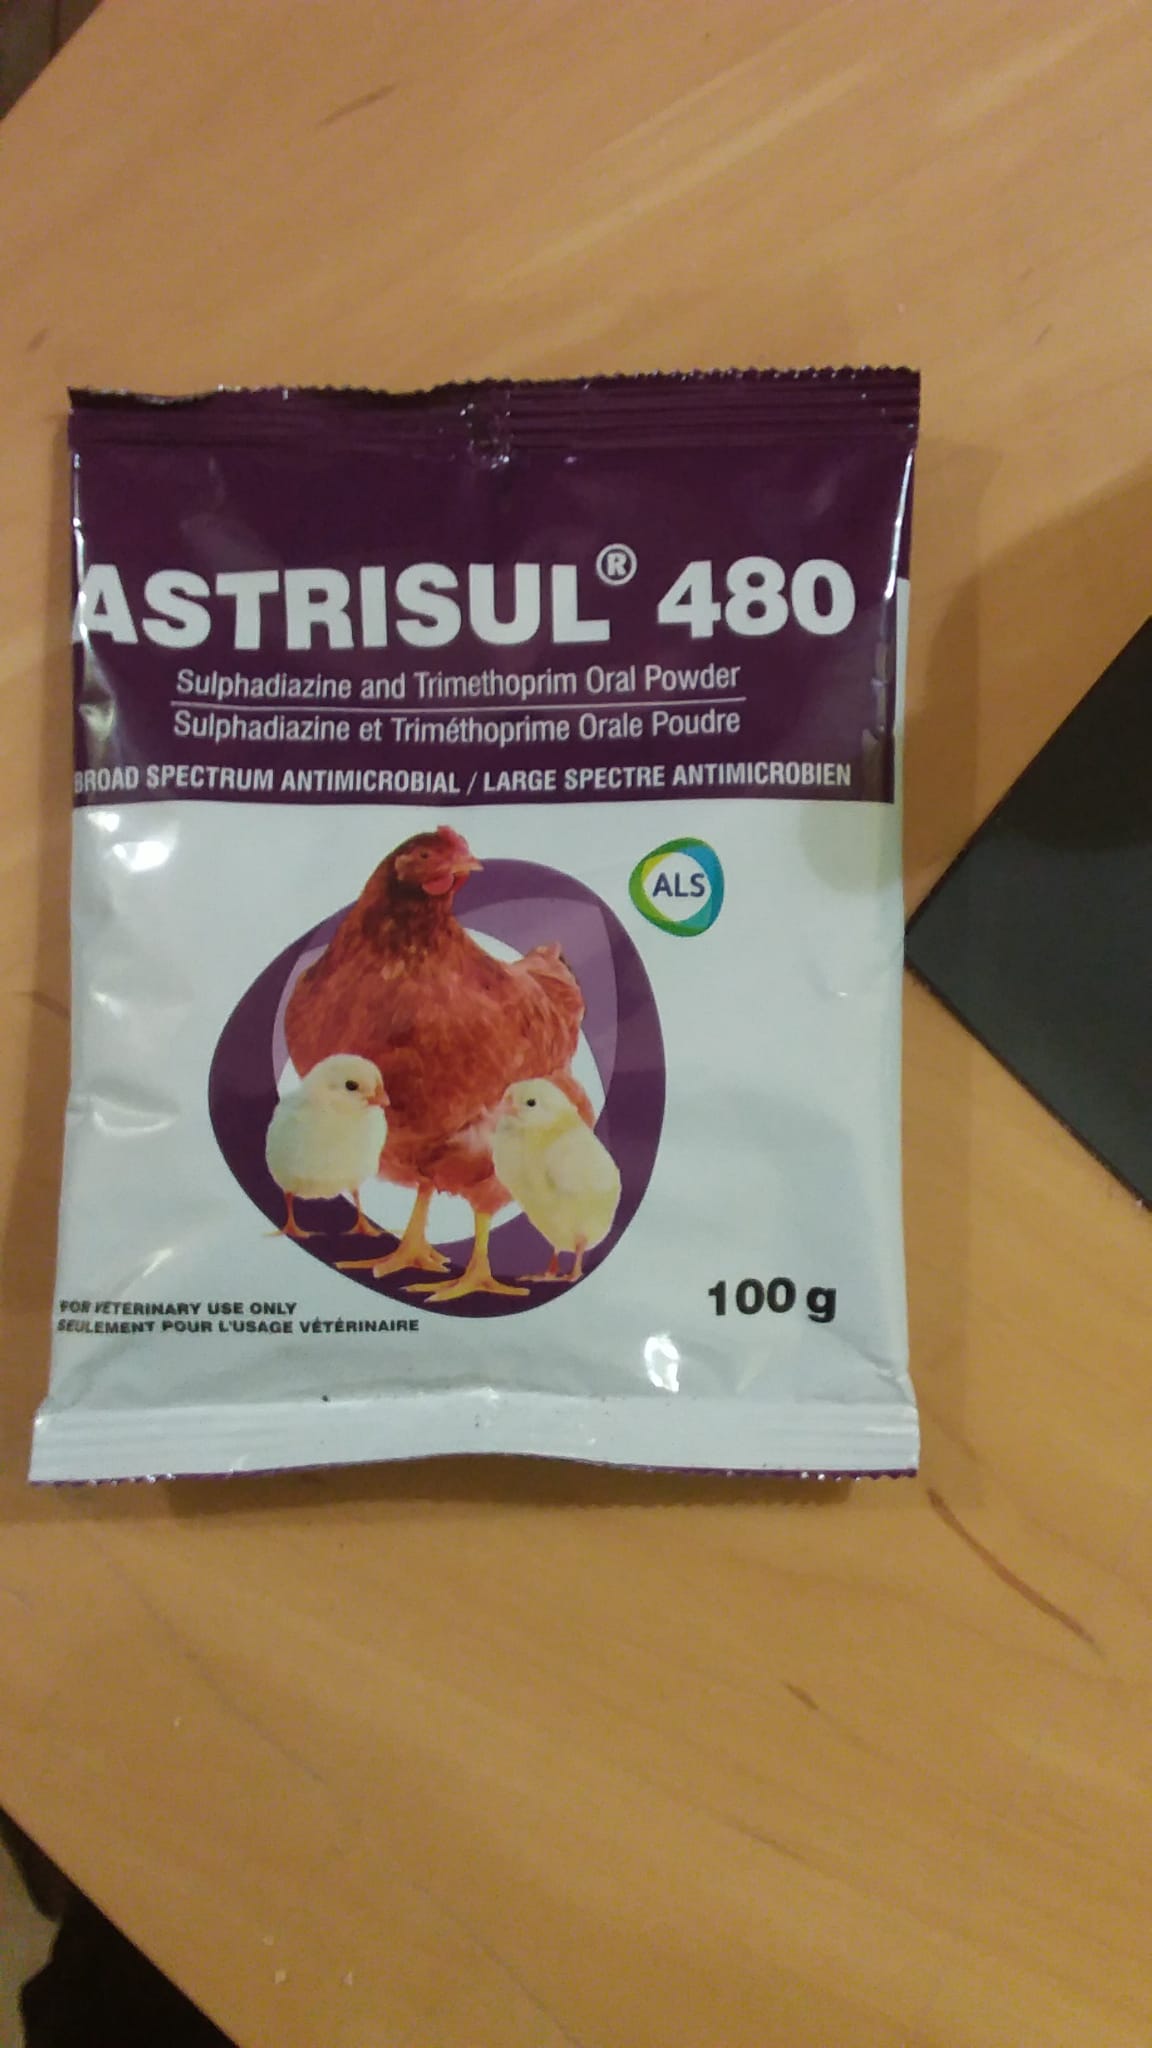 ASTRISUL® 480
Sulphadiazine and Trimethoprim Oral Powder
Sulphadiazine et Triméthoprime Orale Poudre
BROAD SPECTRUM ANTIMICROBIAL / LARGE SPECTRE ANTIMICROBIEN
ALS
FOR VETERINARY USE ONLY
SEULEMENT POUR L'USAGE VÉTÉRINAIRE
100 g